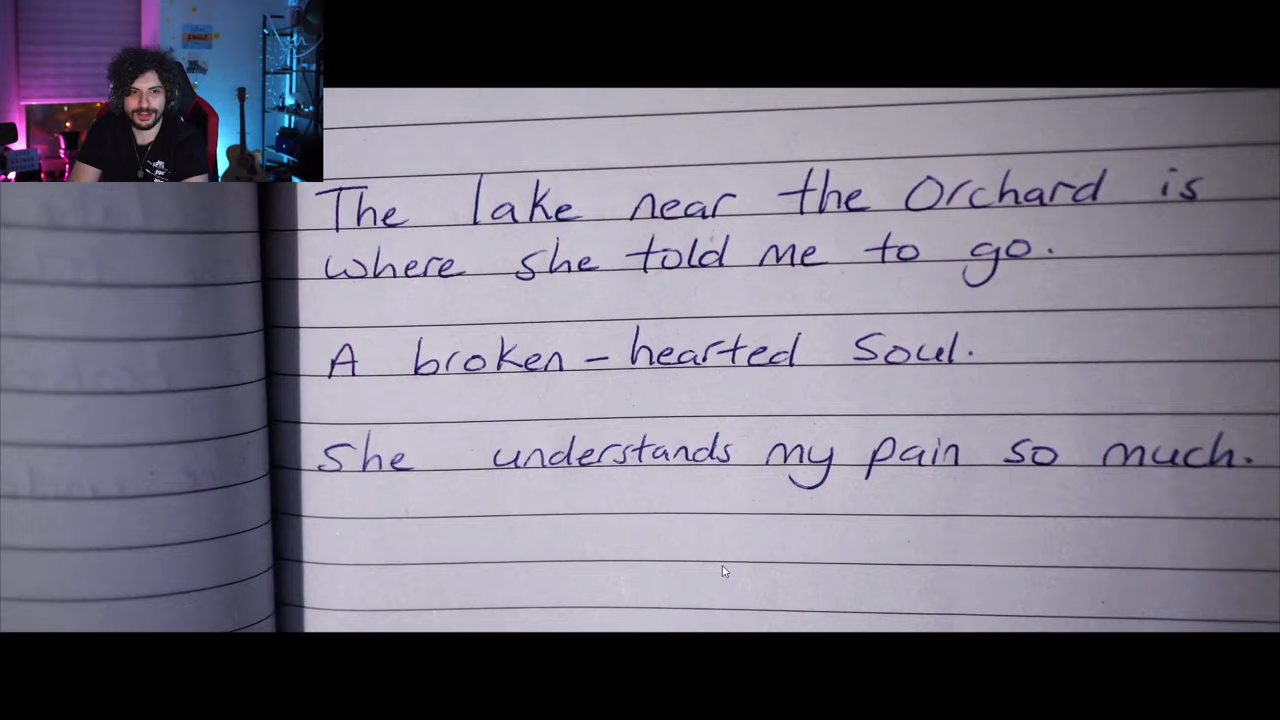 The lake near the Orchard is
where she told me to go.
A broken - hearted soul.
She understands my pain so much.